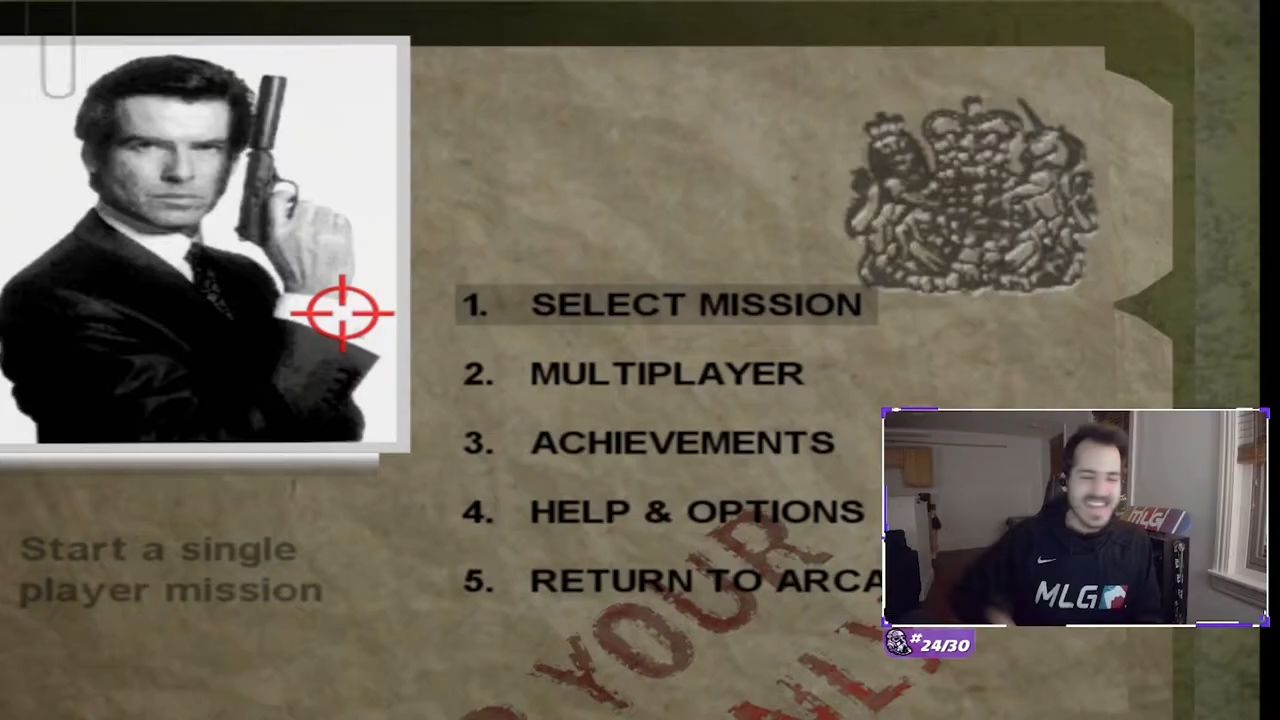 1. SELECT MISSION
2. MULTIPLAYER
3. ACHIEVEMENTS
4. HELP & OPTIONS
5. RETURN TO ARCA
Start a single
player mission
YOUR
MLG
MLG
#24/30